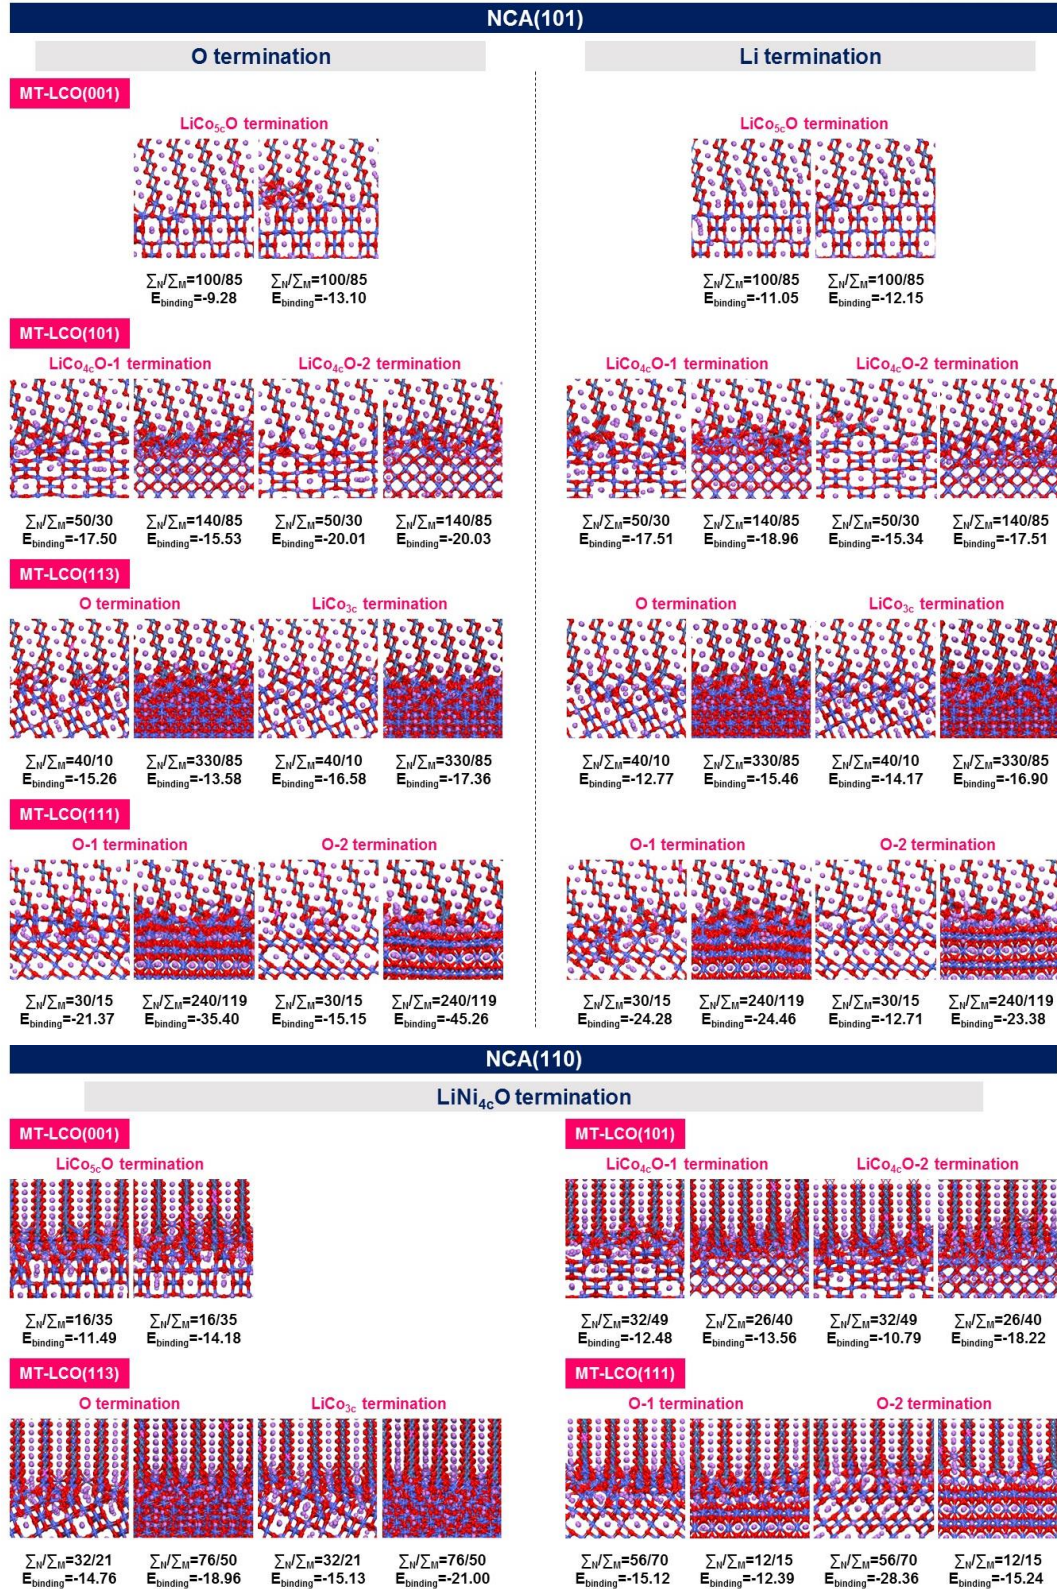 NCA(101)
O termination
Li termination
MT-LCO(001)
LiCo5cO termination
LiCo5cO termination
∑N/∑M=100/85 ∑N/∑M=100/85
Ebinding=-9.28 Ebinding=-13.10
∑N/∑M=100/85 ∑N/∑M=100/85
Ebinding=-11.05 Ebinding=-12.15
MT-LCO(101)
LiCo4cO-1 termination LiCo4cO-2 termination
LiCo4cO-1 termination LiCo4cO-2 termination
∑N/∑M=50/30 ∑N/∑M=140/85 ∑N/∑M=50/30 ∑N/∑M=140/85
Ebinding=-17.50 Ebinding=-15.53 Ebinding=-20.01 Ebinding=-20.03
∑N/∑M=50/30 ∑N/∑M=140/85 ∑N/∑M=50/30 ∑N/∑M=140/85
Ebinding=-17.51 Ebinding=-18.96 Ebinding=-15.34 Ebinding=-17.51
MT-LCO(113)
O termination LiCo3c termination
O termination LiCo3c termination
∑N/∑M=40/10 ∑N/∑M=330/85 ∑N/∑M=40/10 ∑N/∑M=330/85
Ebinding=-15.26 Ebinding=-13.58 Ebinding=-16.58 Ebinding=-17.36
∑N/∑M=40/10 ∑N/∑M=330/85 ∑N/∑M=40/10 ∑N/∑M=330/85
Ebinding=-12.77 Ebinding=-15.46 Ebinding=-14.17 Ebinding=-16.90
MT-LCO(111)
O-1 termination O-2 termination
O-1 termination O-2 termination
∑N/∑M=30/15 ∑N/∑M=240/119 ∑N/∑M=30/15 ∑N/∑M=240/119
Ebinding=-21.37 Ebinding=-35.40 Ebinding=-15.15 Ebinding=-45.26
∑N/∑M=30/15 ∑N/∑M=240/119 ∑N/∑M=30/15 ∑N/∑M=240/119
Ebinding=-24.28 Ebinding=-24.46 Ebinding=-12.71 Ebinding=-23.38
NCA(110)
LiNi4cO termination
MT-LCO(001)
LiCo5cO termination
∑N/∑M=16/35 ∑N/∑M=16/35
Ebinding=-11.49 Ebinding=-14.18
MT-LCO(101)
LiCo4cO-1 termination LiCo4cO-2 termination
∑N/∑M=32/49 ∑N/∑M=26/40 ∑N/∑M=32/49 ∑N/∑M=26/40
Ebinding=-12.48 Ebinding=-13.56 Ebinding=-10.79 Ebinding=-18.22
MT-LCO(113)
O termination LiCo3c termination
∑N/∑M=32/21 ∑N/∑M=76/50 ∑N/∑M=32/21 ∑N/∑M=76/50
Ebinding=-14.76 Ebinding=-18.96 Ebinding=-15.13 Ebinding=-21.00
MT-LCO(111)
O-1 termination O-2 termination
∑N/∑M=56/70 ∑N/∑M=12/15 ∑N/∑M=56/70 ∑N/∑M=12/15
Ebinding=-15.12 Ebinding=-12.39 Ebinding=-28.36 Ebinding=-15.24